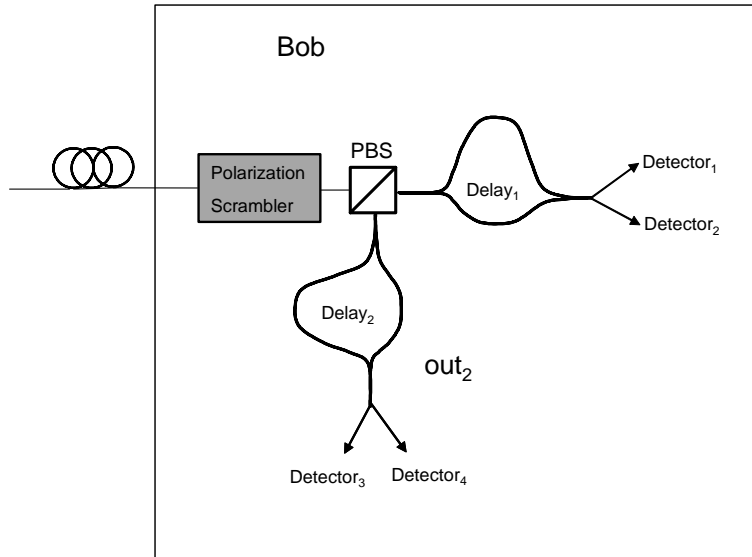 Bob
PBS
Polarization
Scrambler
Delay₁
Detector₁
Detector₂
Delay₂
out₂
Detector₃
Detector₄